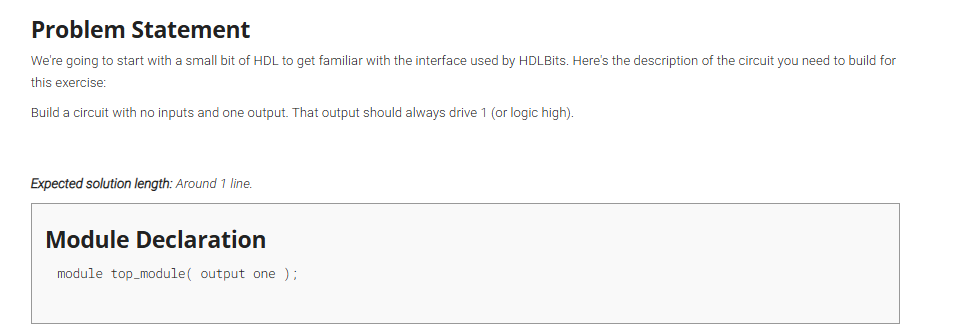 Problem Statement
We're going to start with a small bit of HDL to get familiar with the interface used by HDLBits. Here's the description of the circuit you need to build for
this exercise:
Build a circuit with no inputs and one output. That output should always drive 1 (or logic high).
Expected solution length: Around 1 line.
Module Declaration
module top_module( output one );